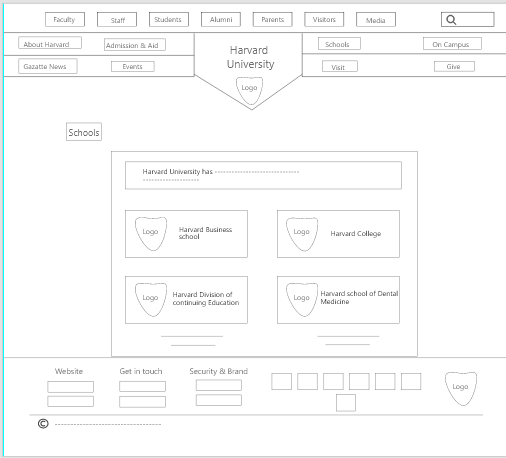 Faculty Staff Students Alumni Parents Visitors Media
About Harvard Admission & Aid Schools On Campus
Harvard
University
Gazatte News Events Visit Give
Logo
Schools
Harvard University has
Logo Harvard Business
school
Logo Harvard College
Logo Harvard Division of
continuing Education
Logo Harvard school of Dental
Medicine
Website Get in touch Security & Brand
Logo
©